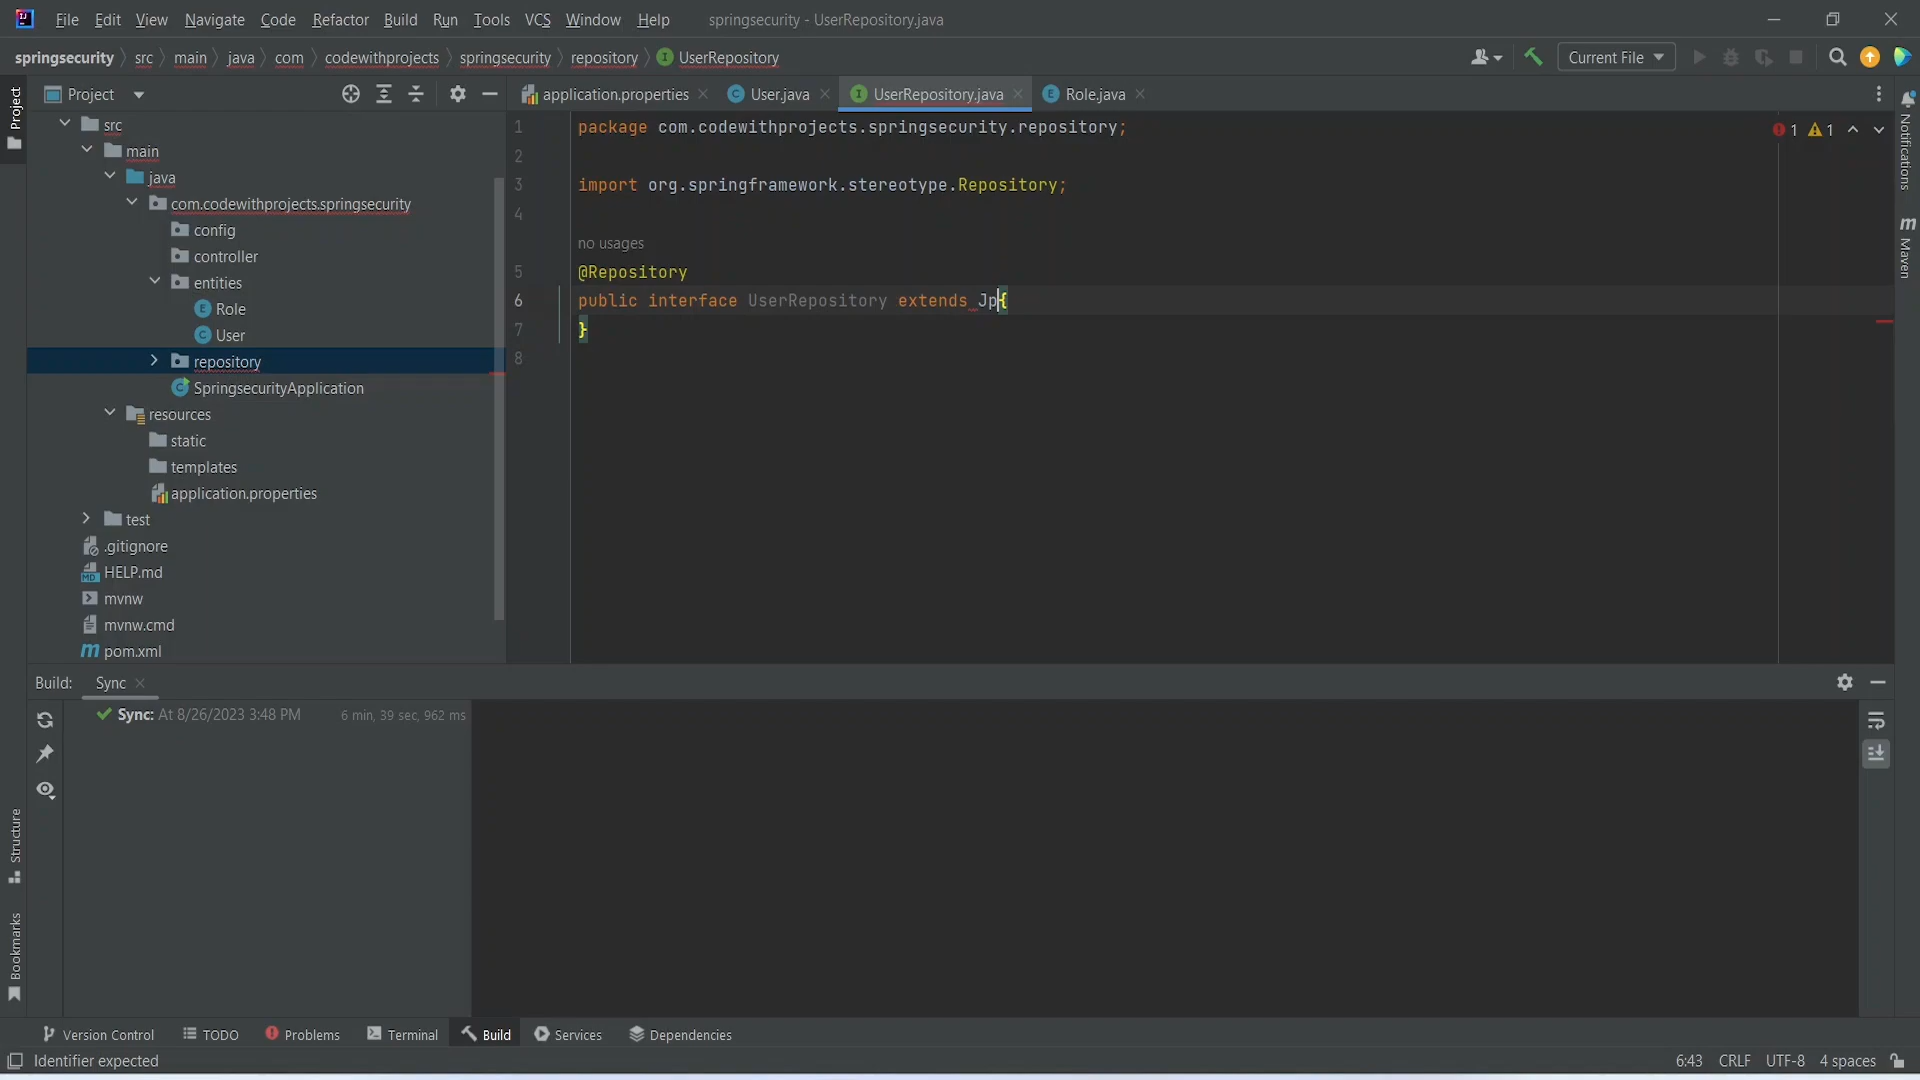 File Edit View Navigate Code Refactor Build Run Tools VCS Window Help springsecurity - UserRepository.java
springsecurity src main java com codewithprojects springsecurity repository UserRepository Current File
Project
Project
application.properties User.java UserRepository.java Role.java
Notifications
Maven
src
main
java
com.codewithprojects.springsecurity
config
controller
entities
Role
User
repository
SpringsecurityApplication
resources
static
templates
application.properties
test
.gitignore
HELP.md
mvnw
mvnw.cmd
pom.xml
1 package com.codewithprojects.springsecurity.repository;
1 1
2
3 import org.springframework.stereotype.Repository;
4
no usages
5 @Repository
6 public interface UserRepository extends Jp{
7 }
8
Build: Sync
Sync: At 8/26/2023 3:48 PM 6 min, 39 sec, 962 ms
Structure
Bookmarks
Version Control TODO Problems Terminal Build Services Dependencies
Identifier expected 6:43 CRLF UTF-8 4 spaces